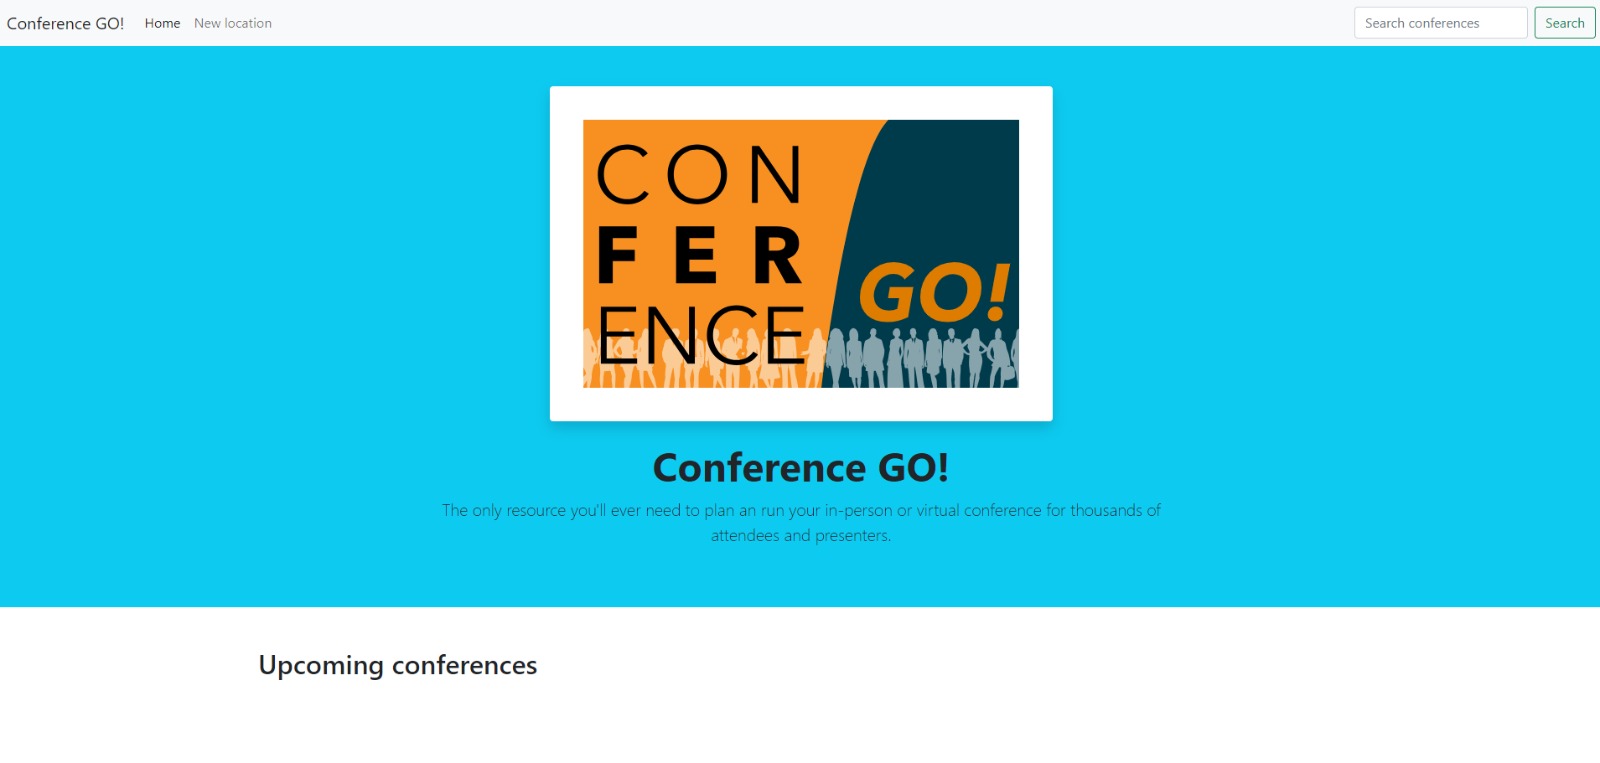 Conference GO! Home New location Search conferences Search
CON
FER
ENCE
GO!
Conference GO!
The only resource you'll ever need to plan an run your in-person or virtual conference for thousands of
attendees and presenters.
Upcoming conferences